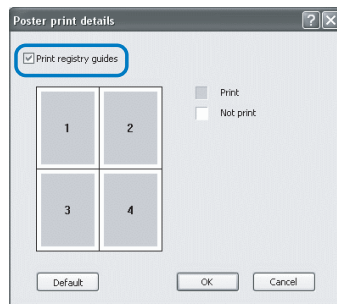 Poster print details
Print registry guides
1 2
Print
Not print
3 4
Default OK Cancel